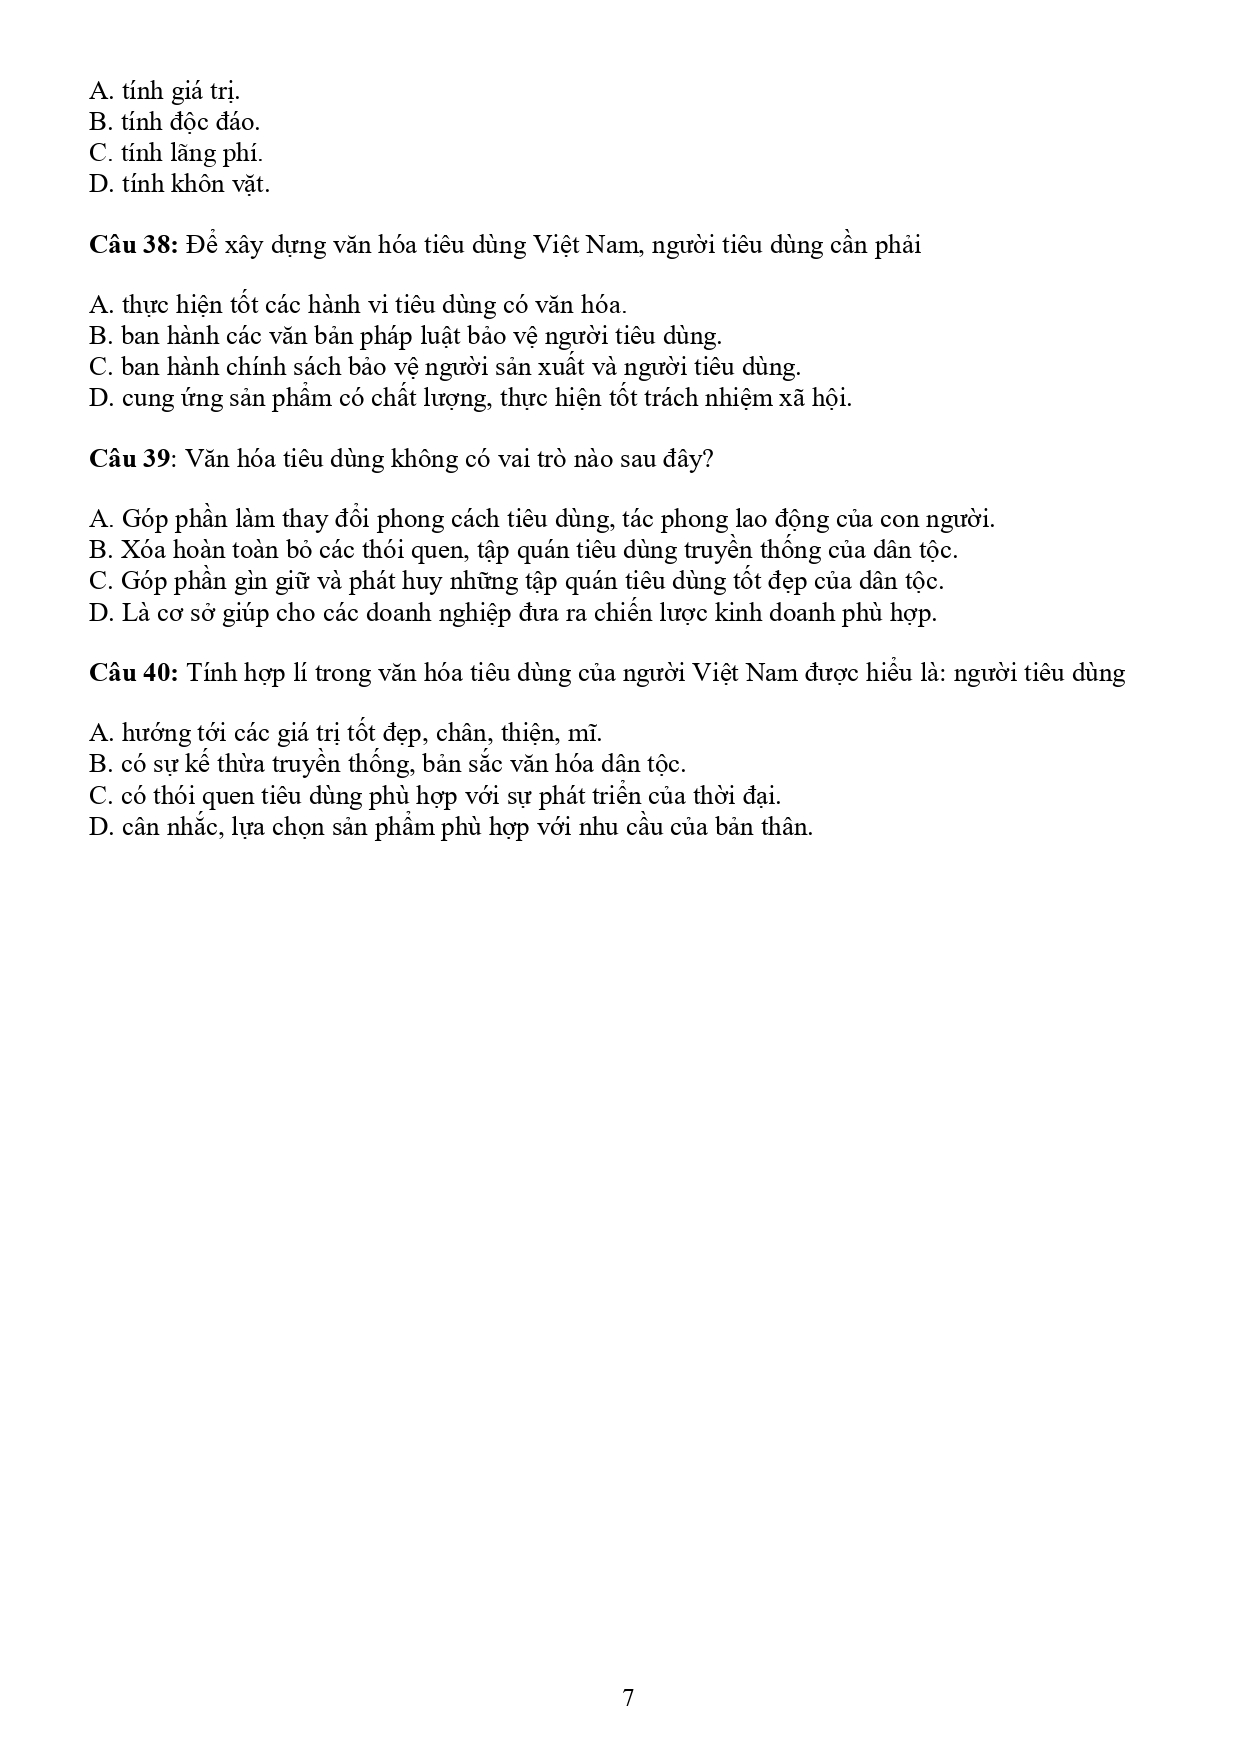 A. tính giá trị.
B. tính độc đáo.
C. tính lãng phí.
D. tính khôn vặt.
Câu 38: Để xây dựng văn hóa tiêu dùng Việt Nam, người tiêu dùng cần phải
A. thực hiện tốt các hành vi tiêu dùng có văn hóa.
B. ban hành các văn bản pháp luật bảo vệ người tiêu dùng.
C. ban hành chính sách bảo vệ người sản xuất và người tiêu dùng.
D. cung ứng sản phẩm có chất lượng, thực hiện tốt trách nhiệm xã hội.
Câu 39: Văn hóa tiêu dùng không có vai trò nào sau đây?
A. Góp phần làm thay đổi phong cách tiêu dùng, tác phong lao động của con người.
B. Xóa hoàn toàn bỏ các thói quen, tập quán tiêu dùng truyền thống của dân tộc.
C. Góp phần gìn giữ và phát huy những tập quán tiêu dùng tốt đẹp của dân tộc.
D. Là cơ sở giúp cho các doanh nghiệp đưa ra chiến lược kinh doanh phù hợp.
Câu 40: Tính hợp lí trong văn hóa tiêu dùng của người Việt Nam được hiểu là: người tiêu dùng
A. hướng tới các giá trị tốt đẹp, chân, thiện, mĩ.
B. có sự kế thừa truyền thống, bản sắc văn hóa dân tộc.
C. có thói quen tiêu dùng phù hợp với sự phát triển của thời đại.
D. cân nhắc, lựa chọn sản phẩm phù hợp với nhu cầu của bản thân.
7